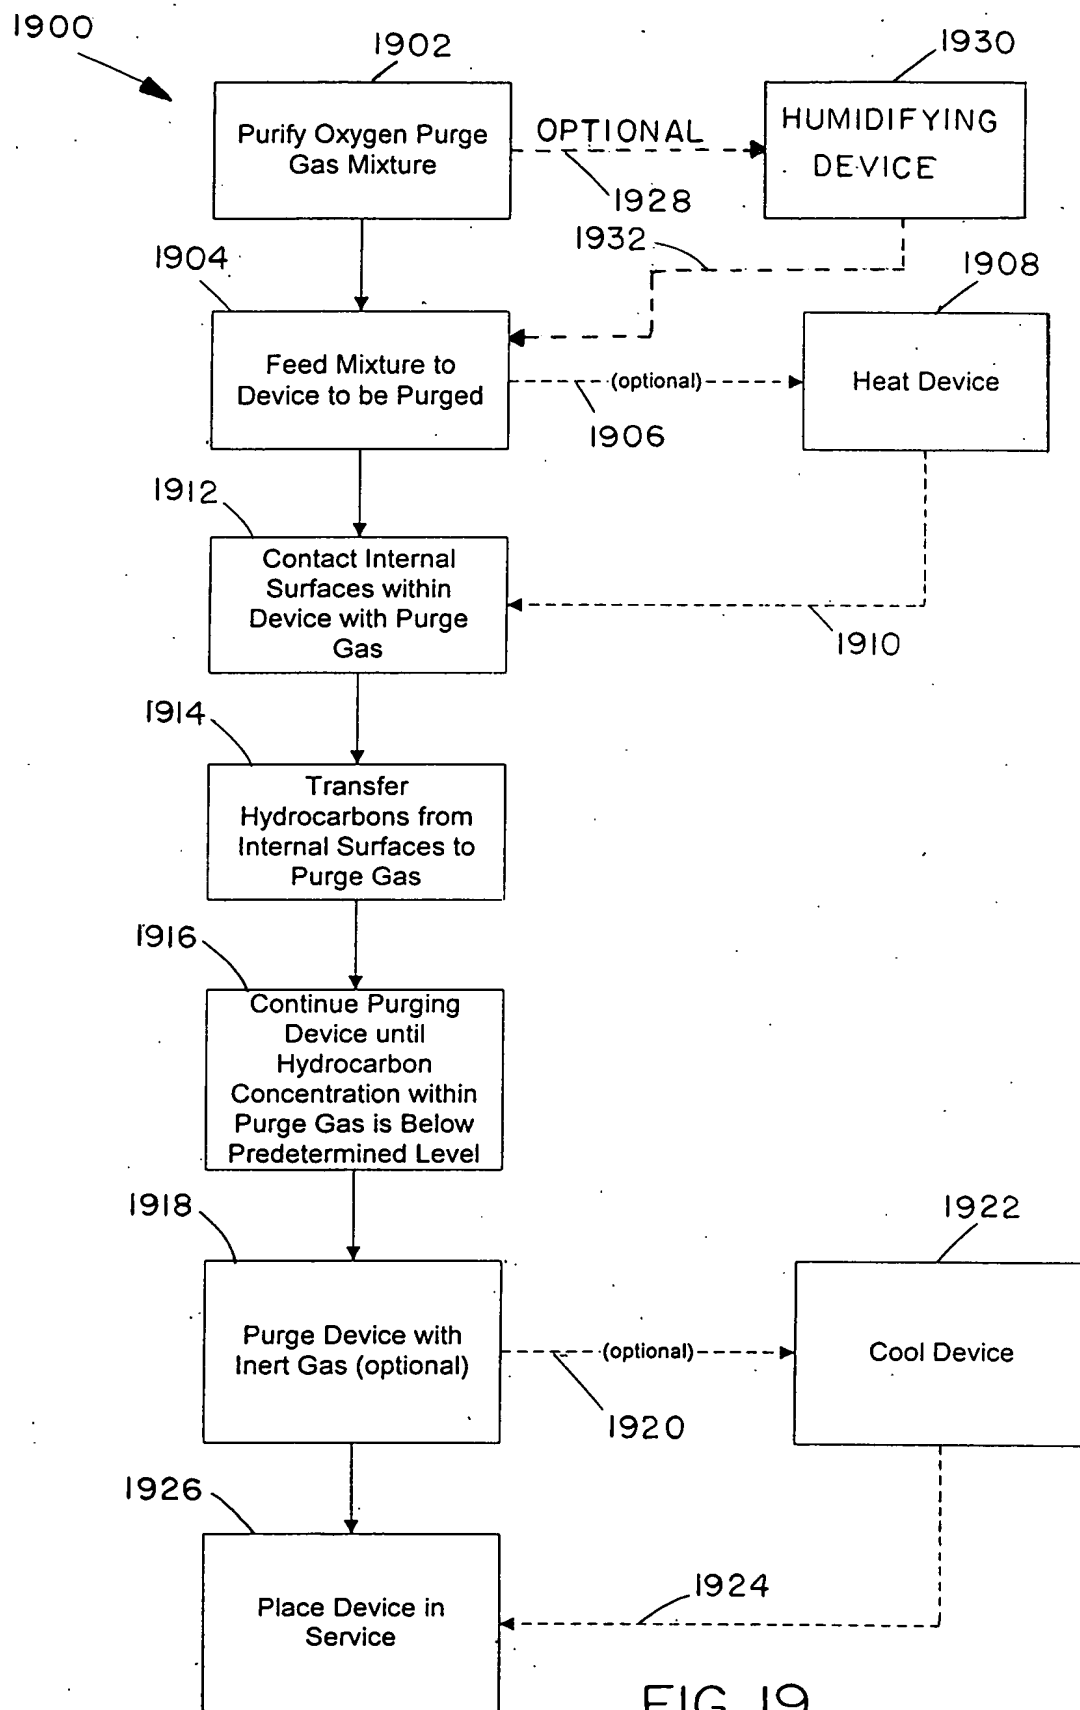 1900
1902
1930
Purify Oxygen Purge
Gas Mixture
OPTIONAL
1928
HUMIDIFYING
DEVICE
1932
1904
1908
Feed Mixture to
Device to be Purged
(optional)
1906
Heat Device
1912
Contact Internal
Surfaces within
Device with Purge
Gas
1910
1914
Transfer
Hydrocarbons from
Internal Surfaces to
Purge Gas
1916
Continue Purging
Device until
Hydrocarbon
Concentration within
Purge Gas is Below
Predetermined Level
1918
1922
Purge Device with
Inert Gas (optional)
(optional)
1920
Cool Device
1926
1924
Place Device in
Service
FIG. 19